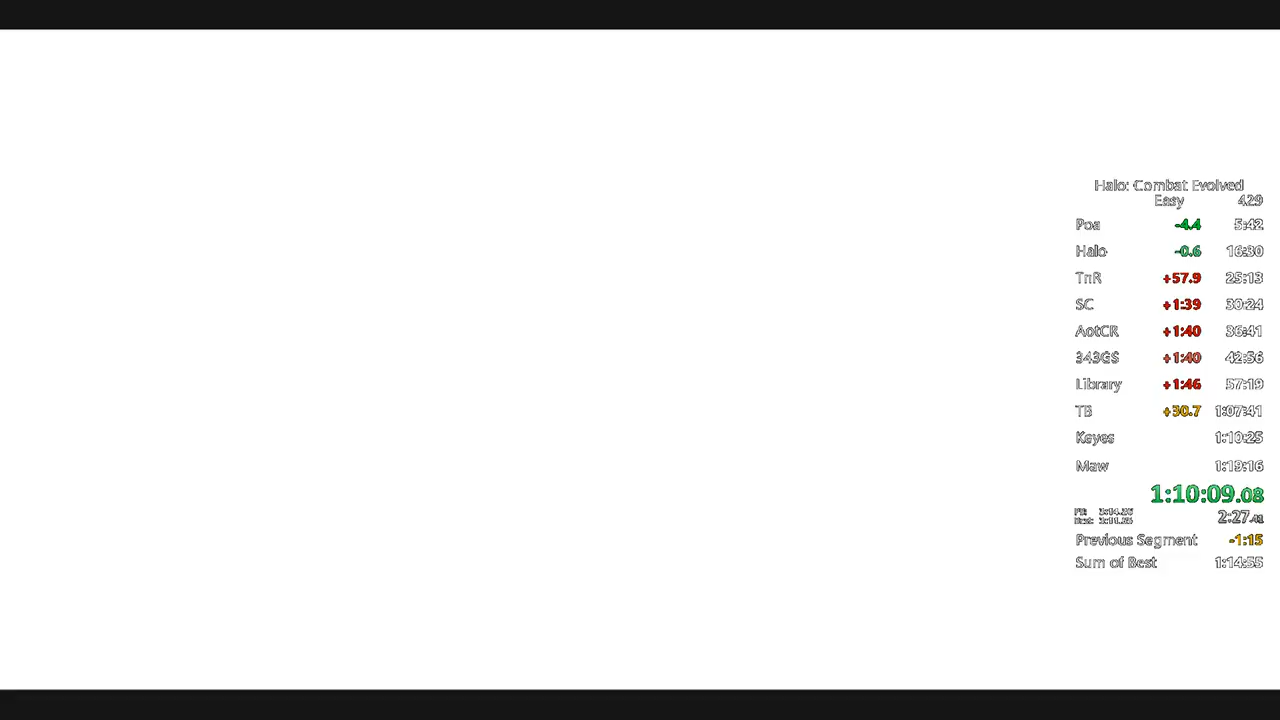 Halo: Combat Evolved
Easy 429
Poa -4.4 5:42
Halo -0.6 16:30
TnR +57.9 25:13
SC +1:39 30:24
AotCR +1:40 36:41
343GS +1:40 42:56
Library +1:46 57:19
TB +30.7 1:07:41
Keyes 1:10:25
Maw 1:19:16
1:10:09.08
2:27
Previous Segment -1:15
Sum of Best 1:14:55